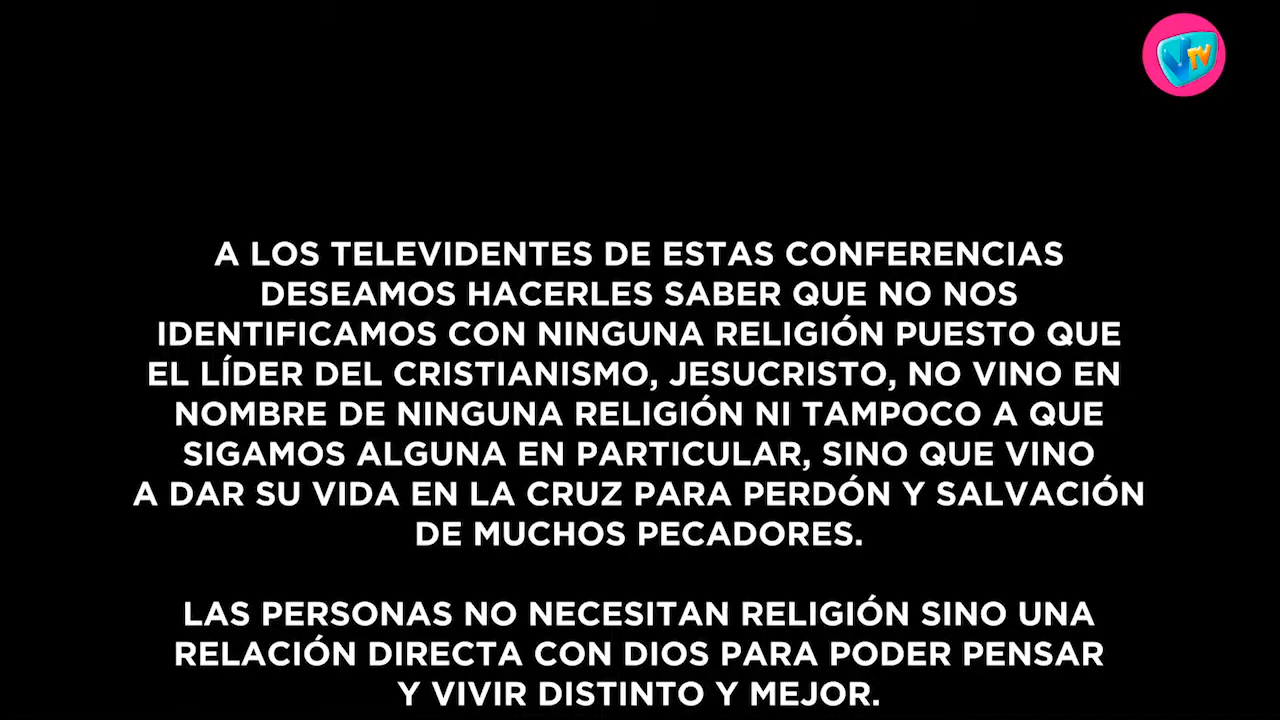 VTV
A LOS TELEVIDENTES DE ESTAS CONFERENCIAS
DESEAMOS HACERLES SABER QUE NO NOS
IDENTIFICAMOS CON NINGUNA RELIGIÓN PUESTO QUE
EL LÍDER DEL CRISTIANISMO, JESUCRISTO, NO VINO EN
NOMBRE DE NINGUNA RELIGIÓN NI TAMPOCO A QUE
SIGAMOS ALGUNA EN PARTICULAR, SINO QUE VINO
A DAR SU VIDA EN LA CRUZ PARA PERDÓN Y SALVACIÓN
DE MUCHOS PECADORES.
LAS PERSONAS NO NECESITAN RELIGIÓN SINO UNA
RELACIÓN DIRECTA CON DIOS PARA PODER PENSAR
Y VIVIR DISTINTO Y MEJOR.